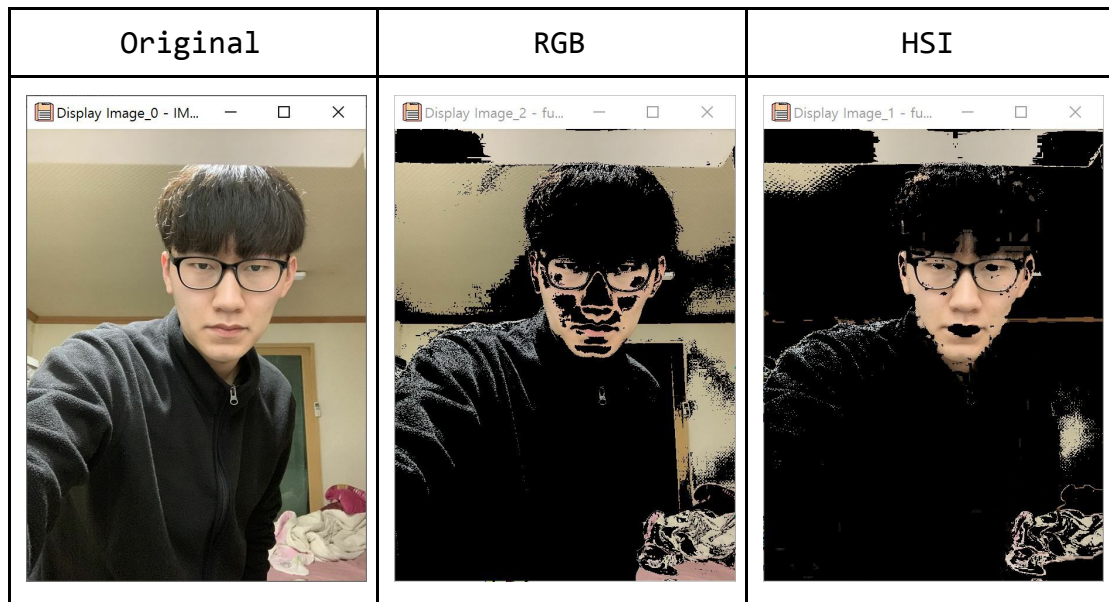 Original
RGB
HSI
Display Image_0 - IM...
Display Image_2 - fu...
Display Image_1 - fu...